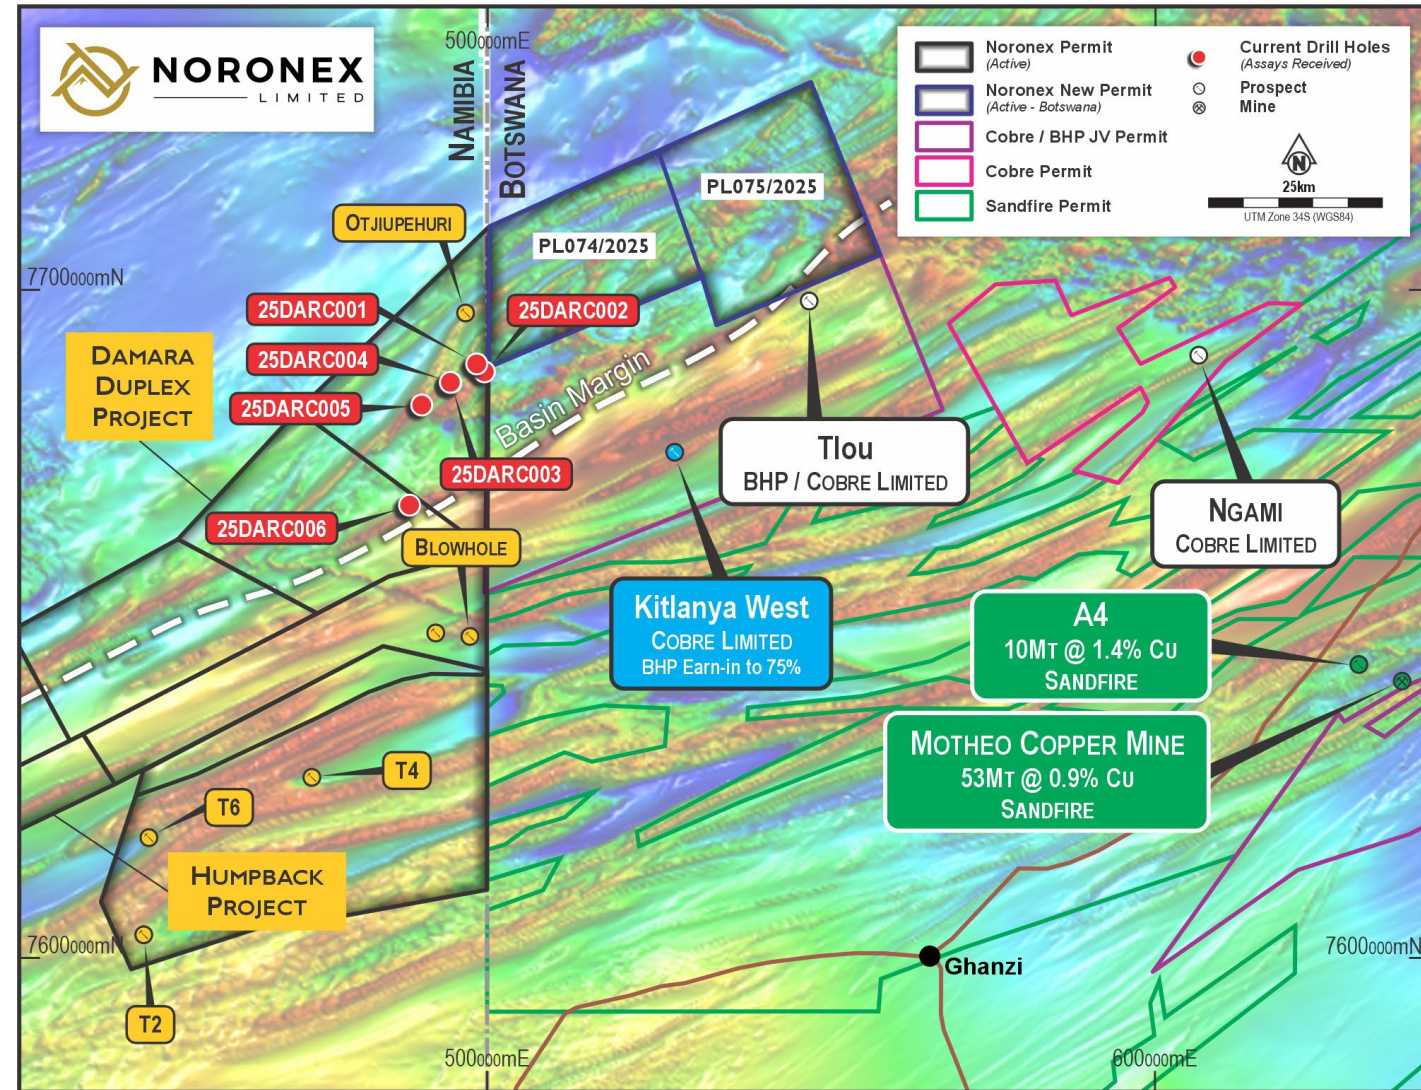 NORONEX
LIMITED
500000mE
NAMIBIA
BOTSWANA
Noronex Permit
(Active)
Noronex New Permit
(Active - Botswana)
Cobre / BHP JV Permit
Cobre Permit
Sandfire Permit
Current Drill Holes
(Assays Received)
Prospect
Mine
N
25km
UTM Zone 34S (WGS84)
PL075/2025
PL074/2025
OTJIUPEHURI
7700000mN
25DARC001
25DARC002
25DARC004
25DARC005
25DARC003
25DARC006
DAMARA
DUPLEX
PROJECT
Basin Margin
BLOWHOLE
Tlou
BHP / COBRE LIMITED
NGAMI
COBRE LIMITED
Kitlanya West
COBRE LIMITED
BHP Earn-in to 75%
A4
10MT @ 1.4% CU
SANDFIRE
MOTHEO COPPER MINE
53MT @ 0.9% CU
SANDFIRE
T4
T6
HUMPBACK
PROJECT
7600000mN
7600000mN
Ghanzi
T2
500000mE
600000mE